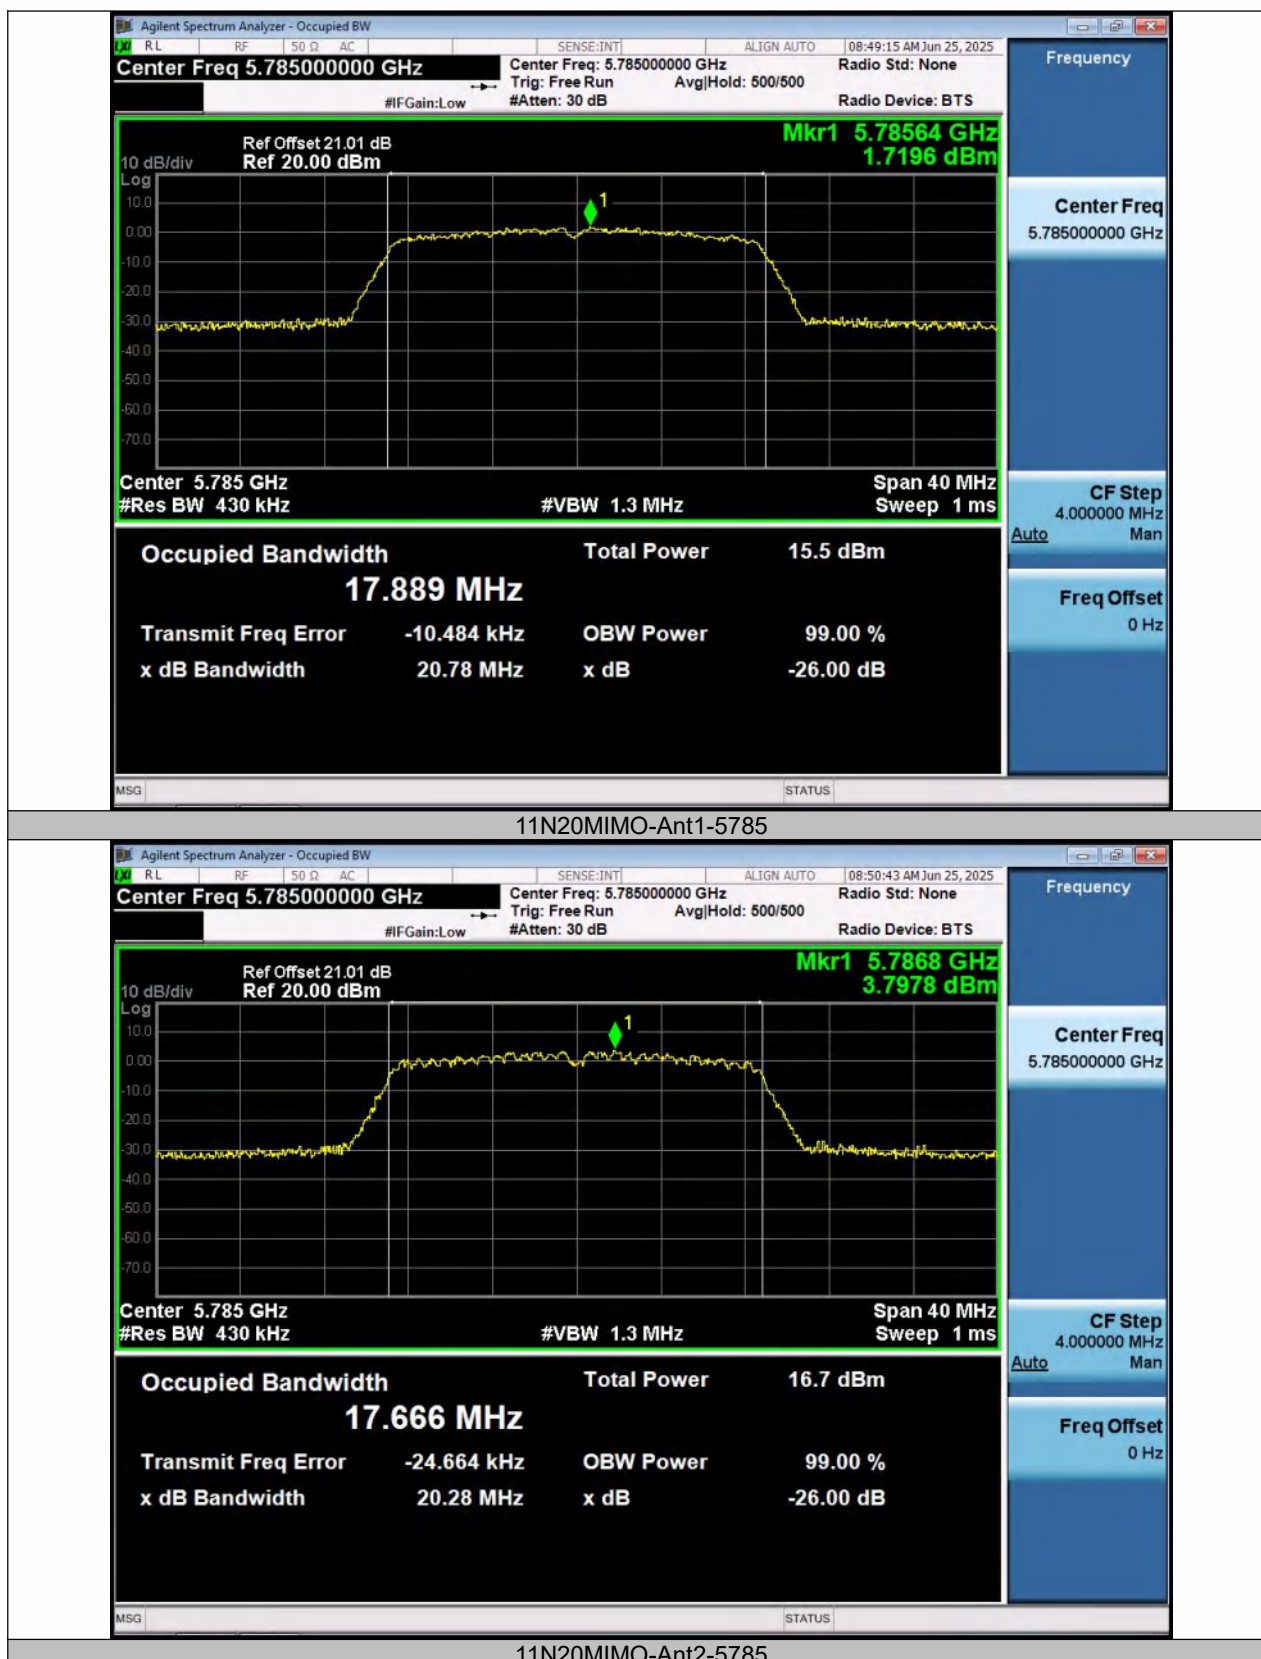 Agilent Spectrum Analyzer - Occupied BW
LXI RL RF 50 Ω AC SENSE:INT ALIGN AUTO 08:49:15 AM Jun 25, 2025
Center Freq 5.785000000 GHz Center Freq: 5.785000000 GHz Radio Std: None Frequency
Trig: Free Run Avg|Hold: 500/500
#IFGain:Low #Atten: 30 dB Radio Device: BTS
Mkr1 5.78564 GHz
Ref Offset 21.01 dB
10 dB/div Ref 20.00 dBm 1.7196 dBm
Log
10.0
1
Center Freq
0.00
5.785000000 GHz
-10.0
-20.0
-30.0
-40.0
-50.0
-60.0
-70.0
Center 5.785 GHz Span 40 MHz
#Res BW 430 kHz #VBW 1.3 MHz Sweep 1 ms
CF Step
4.000000 MHz
Auto Man
Occupied Bandwidth Total Power 15.5 dBm
17.889 MHz
Freq Offset
0 Hz
Transmit Freq Error -10.484 kHz OBW Power 99.00 %
x dB Bandwidth 20.78 MHz x dB -26.00 dB
MSG STATUS
11N20MIMO-Ant1-5785
Agilent Spectrum Analyzer - Occupied BW
LXI RL RF 50 Ω AC SENSE:INT ALIGN AUTO 08:50:43 AM Jun 25, 2025
Center Freq 5.785000000 GHz Center Freq: 5.785000000 GHz Radio Std: None Frequency
Trig: Free Run Avg|Hold: 500/500
#IFGain:Low #Atten: 30 dB Radio Device: BTS
Mkr1 5.7868 GHz
Ref Offset 21.01 dB
10 dB/div Ref 20.00 dBm 3.7978 dBm
Log
10.0
1
Center Freq
0.00
5.785000000 GHz
-10.0
-20.0
-30.0
-40.0
-50.0
-60.0
-70.0
Center 5.785 GHz Span 40 MHz
#Res BW 430 kHz #VBW 1.3 MHz Sweep 1 ms
CF Step
4.000000 MHz
Auto Man
Occupied Bandwidth Total Power 16.7 dBm
17.666 MHz
Freq Offset
0 Hz
Transmit Freq Error -24.664 kHz OBW Power 99.00 %
x dB Bandwidth 20.28 MHz x dB -26.00 dB
MSG STATUS
11N20MIMO-Ant2-5785